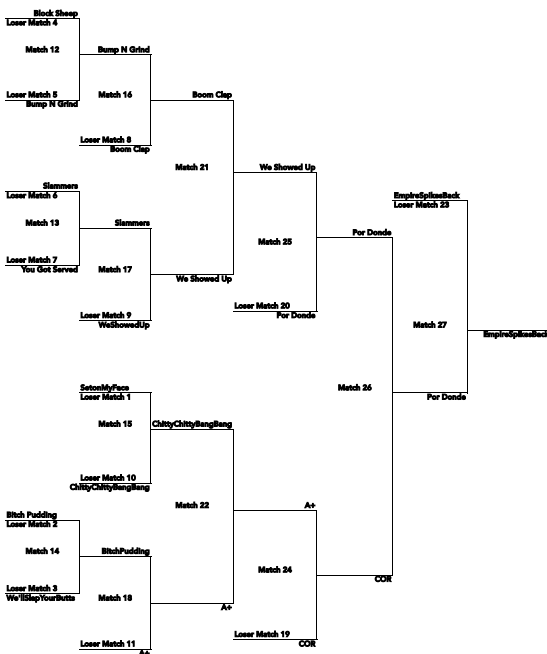 Block Sheep
Loser Match 4
Match 12
Bump N Grind
Loser Match 5
Bump N Grind
Match 16
Boom Clap
Loser Match 8
Boom Clap
Match 21
We Showed Up
Slammers
Loser Match 6
EmpireSpikesBack
Loser Match 23
Match 13
Slammers
Por Donde
Match 25
Loser Match 7
You Got Served
Match 17
We Showed Up
Loser Match 20
Por Donde
Loser Match 9
WeShowedUp
Match 27
EmpireSpikesBack
Match 26
SetonMyFace
Loser Match 1
Por Donde
Match 15
ChittyChittyBangBang
Loser Match 10
ChittyChittyBangBang
Match 22
A+
Bitch Pudding
Loser Match 2
Match 14
BitchPudding
Match 24
COR
Loser Match 3
We'llSlapYourButts
Match 18
A+
Loser Match 19
COR
Loser Match 11
A+